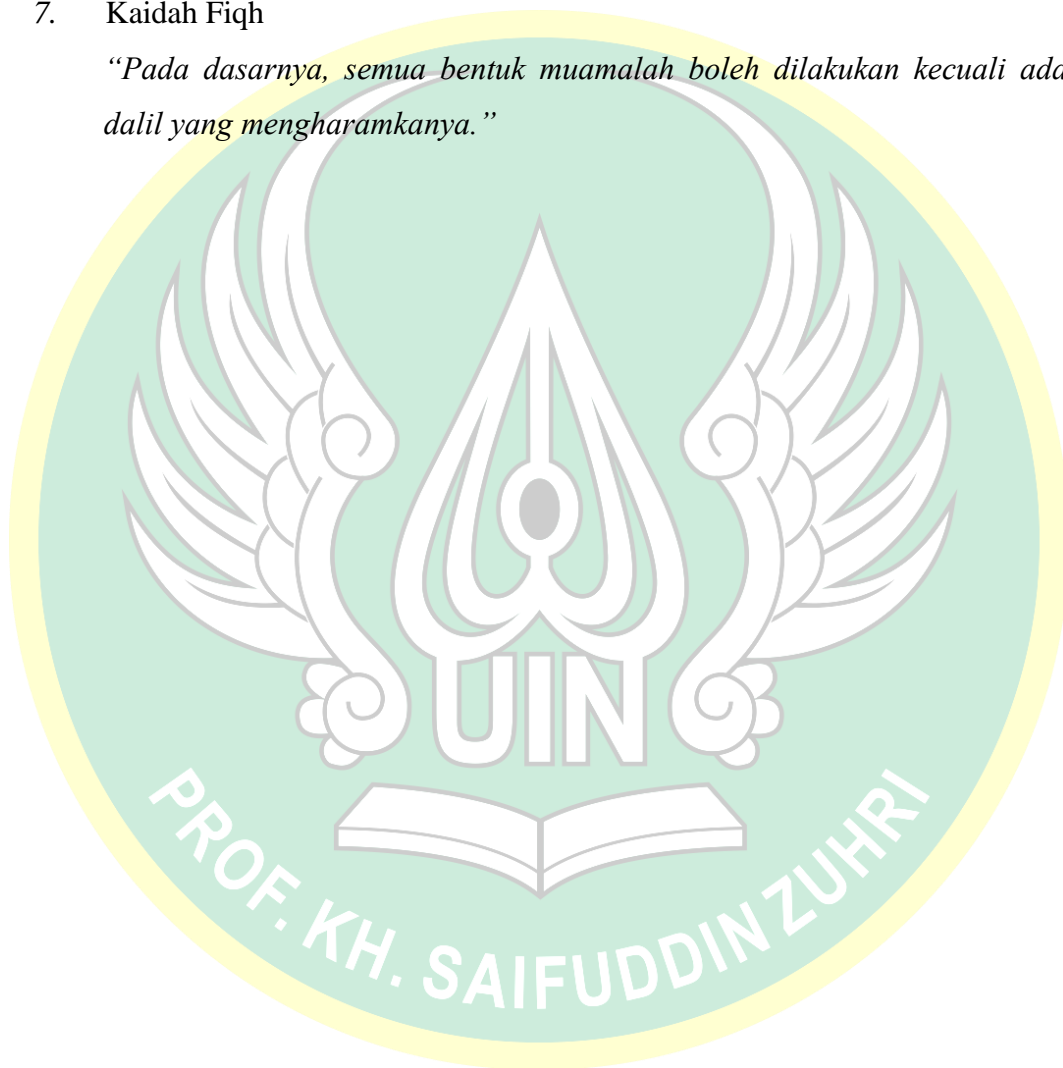 7. Kaidah Fiqh
“Pada dasarnya, semua bentuk muamalah boleh dilakukan kecuali ada
dalil yang mengharamkanya.”
UIN
PROF. KH. SAIFUDDIN ZUHRI